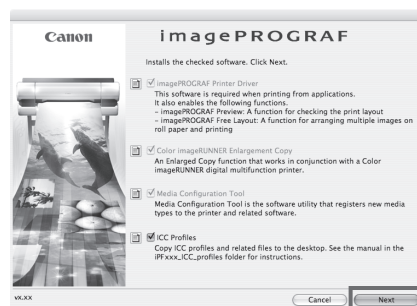 Canon
imagePROGRAF
Installs the checked software. Click Next.
imagePROGRAF Printer Driver
This software is required when printing from applications.
It also enables the following functions.
- imagePROGRAF Preview: A function for checking the print layout
- imagePROGRAF Free Layout: A function for arranging multiple images on
roll paper and printing
Color imageRUNNER Enlargement Copy
An Enlarged Copy function that works in conjunction with a Color
imageRUNNER digital multifunction printer.
Media Configuration Tool
Media Configuration Tool is the software utility that registers new media
types to the printer and related software.
ICC Profiles
Copy ICC profiles and related files to the desktop. See the manual in the
iPFxxx_ICC_profiles folder for instructions.
vx.xx
Cancel
Next